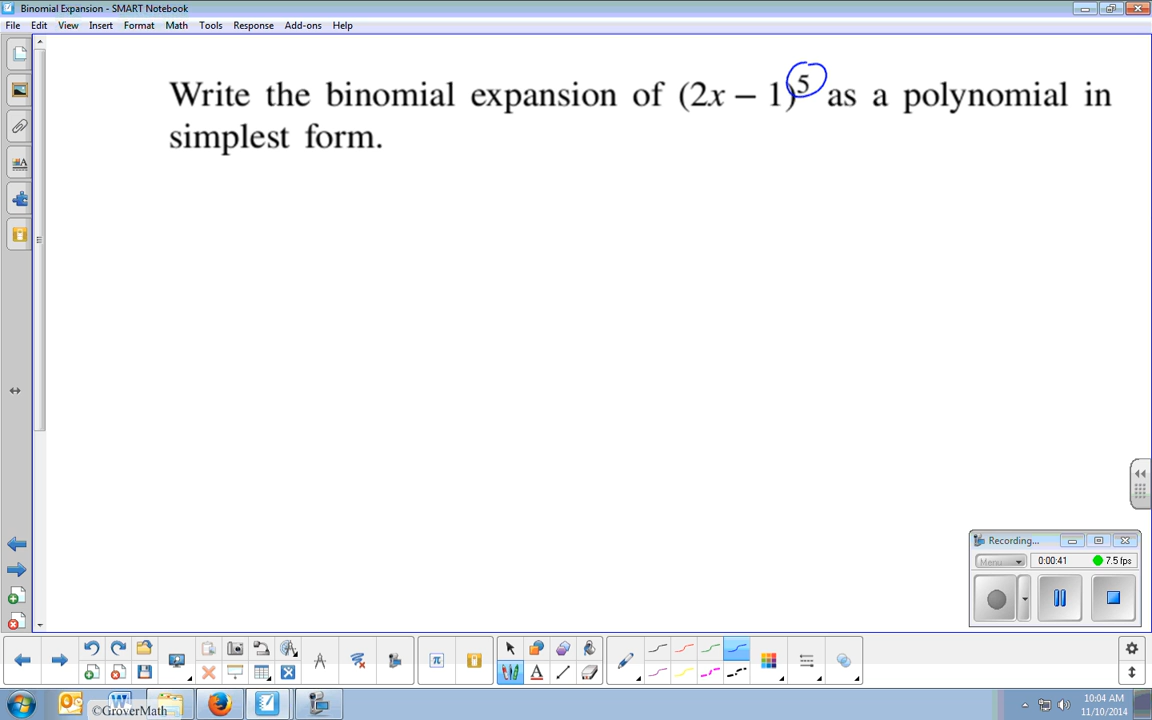 Binomial Expansion - SMART Notebook
File Edit View Insert Format Math Tools Response Add-ons Help
Write the binomial expansion of (2x − 1)⁵ as a polynomial in
simplest form.
Recording...
Menu 0:00:41 7.5 fps
10:04 AM
11/10/2014
©GroverMath